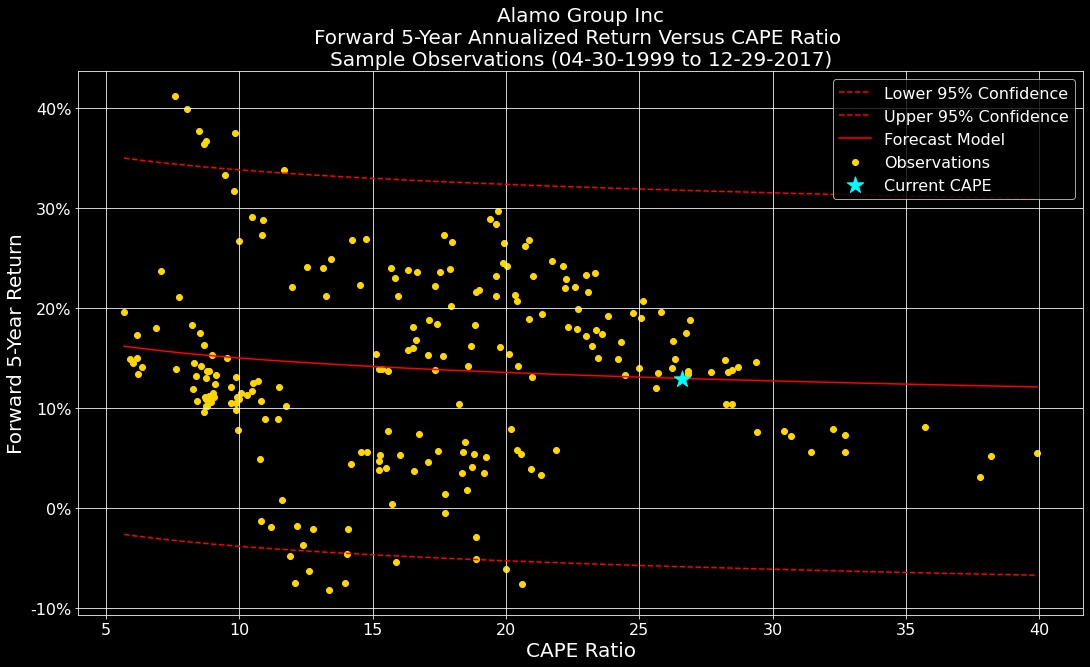 Alamo Group Inc
Forward 5-Year Annualized Return Versus CAPE Ratio
Sample Observations (04-30-1999 to 12-29-2017)
Lower 95% Confidence
Upper 95% Confidence
Forecast Model
Observations
Current CAPE
Forward 5-Year Return
40%
30%
20%
10%
0%
-10%
5 10 15 20 25 30 35 40
CAPE Ratio